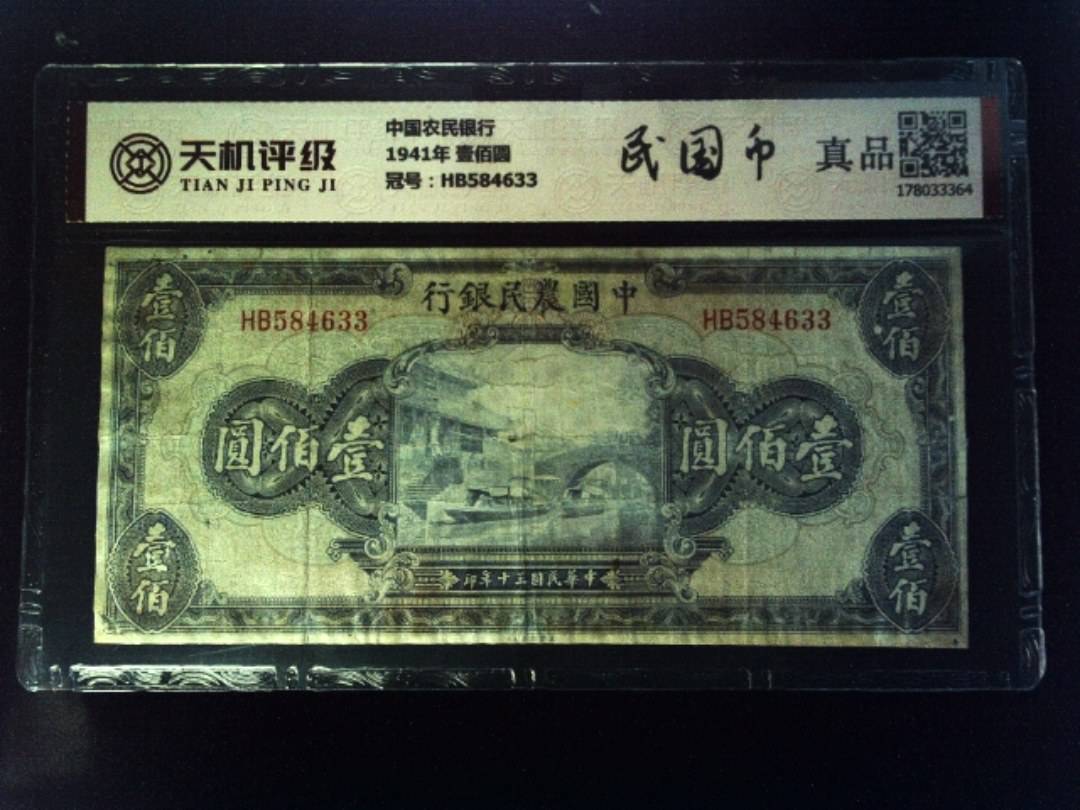 天机评级
TIAN JI PING JI
中国农民银行
1941年 壹佰圆
冠号:HB584633
民国币
真品
178033364
行銀民農國中
HB584633
HB584633
壹佰
壹佰
圓佰壹
圓佰壹
印年十三國民華中
壹佰
壹佰